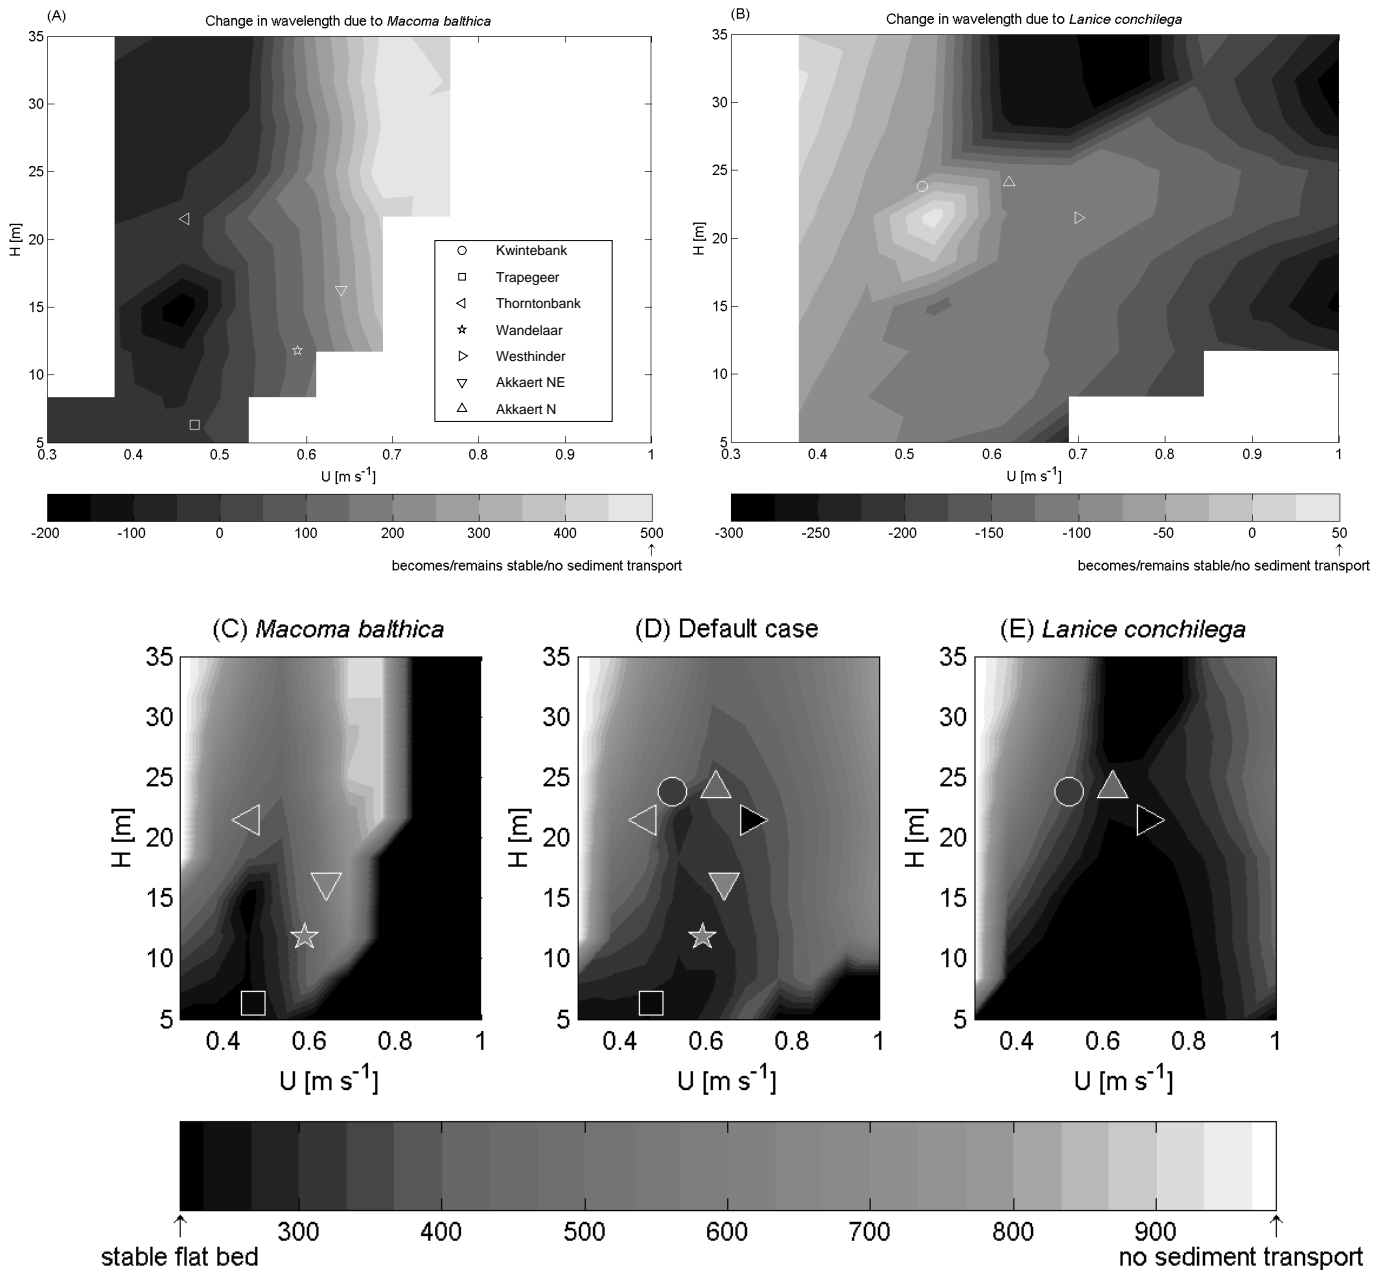 (A)
Change in wavelength due to Macoma balthica
35
30
25
20
15
10
5
H [m]
0.3 0.4 0.5 0.6 0.7 0.8 0.9 1
U [m s-1]
Kwintebank
Trapegeer
Thorntonbank
Wandelaar
Westhinder
Akkaert NE
Akkaert N
-200 -100 0 100 200 300 400 500
becomes/remains stable/no sediment transport
(B)
Change in wavelength due to Lanice conchilega
35
30
25
20
15
10
5
H [m]
0.3 0.4 0.5 0.6 0.7 0.8 0.9 1
U [m s-1]
-300 -250 -200 -150 -100 -50 0 50
becomes/remains stable/no sediment transport
(C) Macoma balthica
35
30
25
20
15
10
5
H [m]
0.4 0.6 0.8 1
U [m s-1]
(D) Default case
35
30
25
20
15
10
5
H [m]
0.4 0.6 0.8 1
U [m s-1]
(E) Lanice conchilega
35
30
25
20
15
10
5
H [m]
0.4 0.6 0.8 1
U [m s-1]
300 400 500 600 700 800 900
stable flat bed
no sediment transport